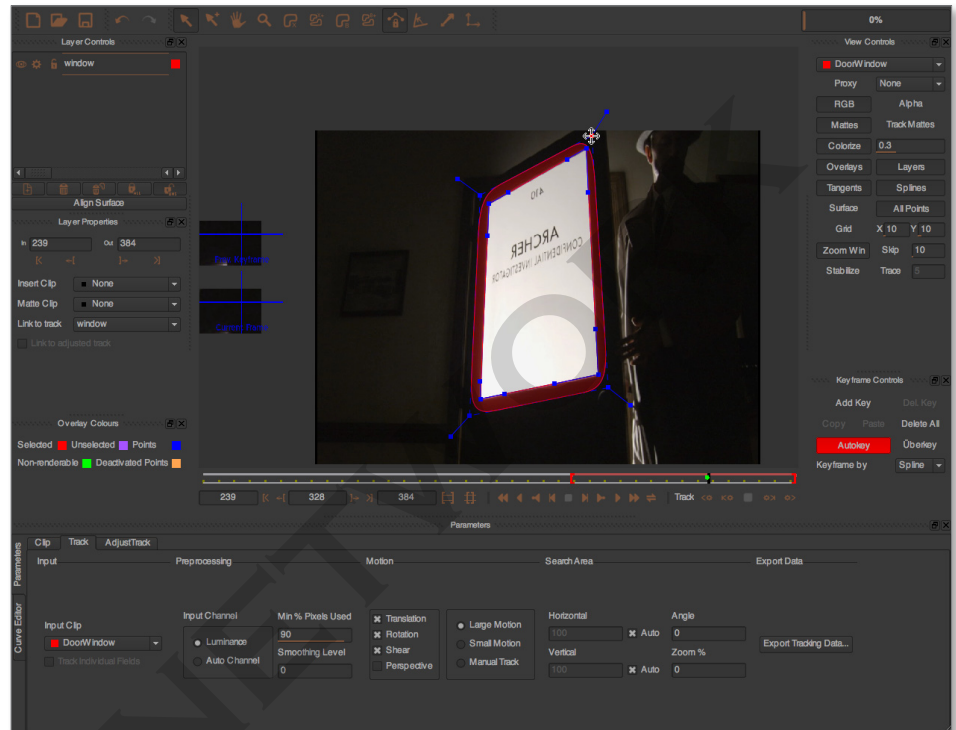 0%
Layer Controls
View Controls
window
DoorWindow
Proxy None
RGB Alpha
Mattes Track Mattes
Colorize 0.3
Overlays Layers
Tangents Splines
Surface All Points
Grid X 10 Y 10
Zoom Win Skip 10
Stabilize Trace 5
Align Surface
Layer Properties
In 239 Out 384
Insert Clip None
Matte Clip None
Link to track window
Link to adjusted track
410
ARCHER
CONFIDENTIAL INVESTIGATOR
Keyframe Controls
Add Key Del. Key
Copy Paste Delete All
Autokey Überkey
Keyframe by Spline
Overlay Colours
Selected Unselected Points
Non-renderable Deactivated Points
239 328 384 Track
Parameters
Parameters
Curve Editor
Clip Track AdjustTrack
Input Preprocessing Motion Search Area Export Data
Input Clip
DoorWindow
Track Individual Fields
Input Channel
Luminance
Auto Channel
Min % Pixels Used
90
Smoothing Level
0
Translation
Rotation
Shear
Perspective
Large Motion
Small Motion
Manual Track
Horizontal
100 Auto
Vertical
100 Auto
Angle
0
Zoom %
0
Export Tracking Data...